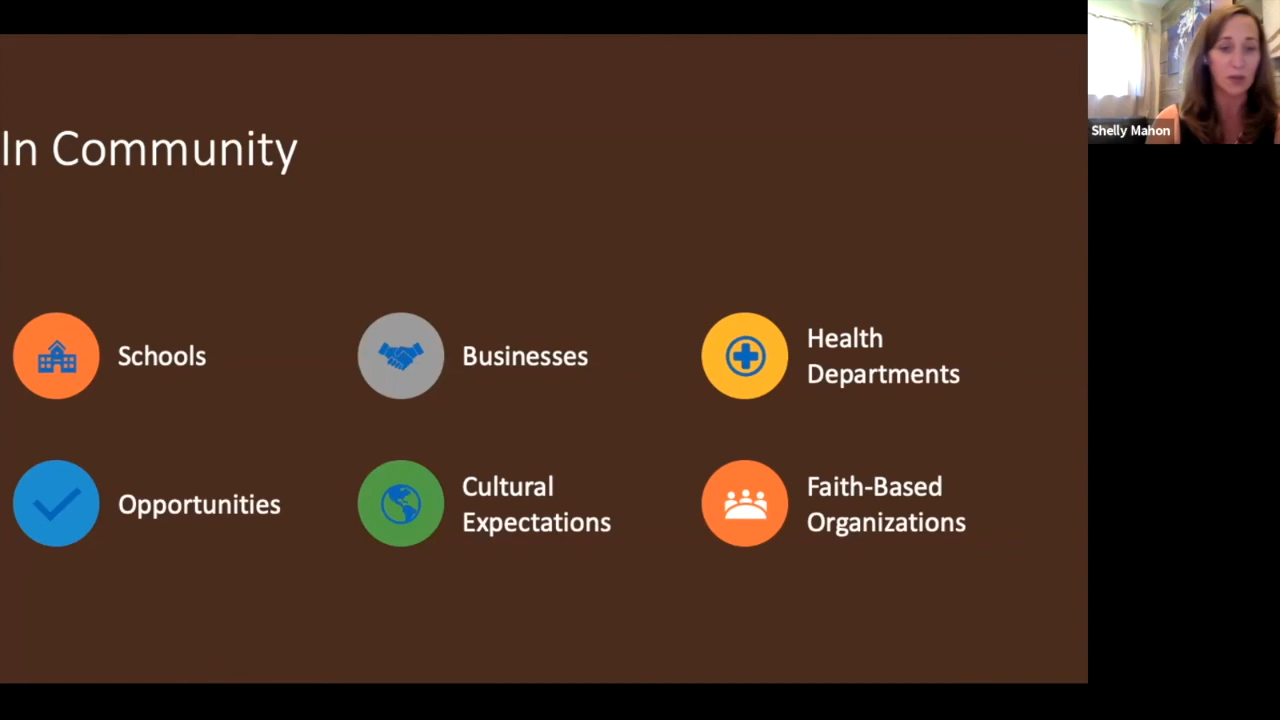 In Community
Schools
Businesses
Health
Departments
Opportunities
Cultural
Expectations
Faith-Based
Organizations
Shelly Mahon